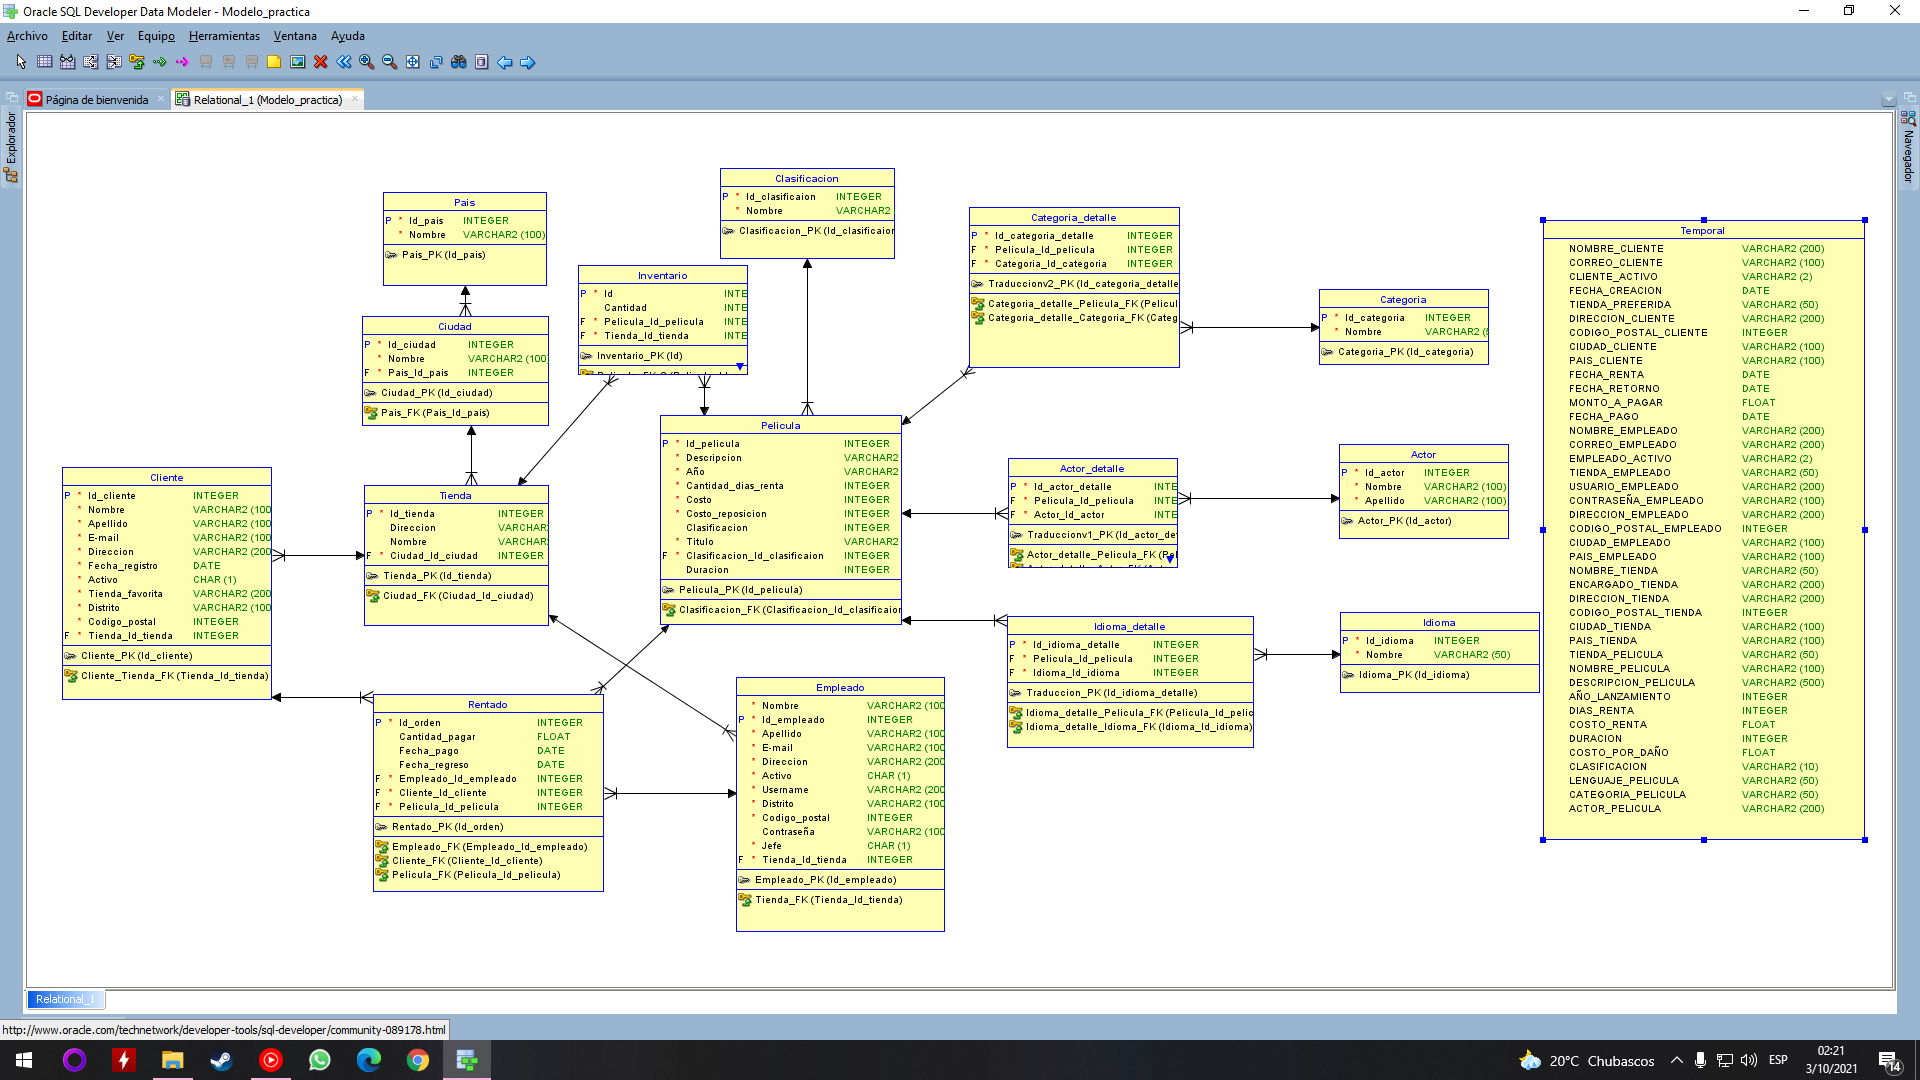 Oracle SQL Developer Data Modeler - Modelo_practica
Archivo Editar Ver Equipo Herramientas Ventana Ayuda
Página de bienvenida
Relational_1 (Modelo_practica)
Explorador
Navegador
Pais
P * Id_pais INTEGER
* Nombre VARCHAR2 (100)
Pais_PK (Id_pais)
Ciudad
P * Id_ciudad INTEGER
* Nombre VARCHAR2 (100
F * Pais_Id_pais INTEGER
Ciudad_PK (Id_ciudad)
Pais_FK (Pais_Id_pais)
Inventario
P * Id INTE
Cantidad INTE
F * Pelicula_Id_pelicula INTE
F * Tienda_Id_tienda INTE
Inventario_PK (Id)
Clasificacion
P * Id_clasificaion INTEGER
* Nombre VARCHAR2
Clasificacion_PK (Id_clasificaion
Categoria_detalle
P * Id_categoria_detalle INTEGER
F * Pelicula_Id_pelicula INTEGER
F * Categoria_Id_categoria INTEGER
Traduccionv2_PK (Id_categoria_detalle
Categoria_detalle_Pelicula_FK (Pelicul
Categoria_detalle_Categoria_FK (Categ
Categoria
P * Id_categoria INTEGER
* Nombre VARCHAR2 (5
Categoria_PK (Id_categoria)
Cliente
P * Id_cliente INTEGER
* Nombre VARCHAR2 (100
* Apellido VARCHAR2 (100
* E-mail VARCHAR2 (100
* Direccion VARCHAR2 (200
* Fecha_registro DATE
* Activo CHAR (1)
* Tienda_favorita VARCHAR2 (200
* Distrito VARCHAR2 (100
* Codigo_postal INTEGER
F * Tienda_Id_tienda INTEGER
Cliente_PK (Id_cliente)
Cliente_Tienda_FK (Tienda_Id_tienda)
Tienda
P * Id_tienda INTEGER
Direccion VARCHAR
Nombre VARCHAR
F * Ciudad_Id_ciudad INTEGER
Tienda_PK (Id_tienda)
Ciudad_FK (Ciudad_Id_ciudad)
Pelicula
P * Id_pelicula INTEGER
* Descripcion VARCHAR2
* Año VARCHAR2
* Cantidad_dias_renta INTEGER
* Costo INTEGER
* Costo_reposicion INTEGER
Clasificacion INTEGER
* Titulo VARCHAR2
F * Clasificacion_Id_clasificaion INTEGER
Duracion INTEGER
Pelicula_PK (Id_pelicula)
Clasificacion_FK (Clasificacion_Id_clasificaion
Actor_detalle
P * Id_actor_detalle INTE
F * Pelicula_Id_pelicula INTE
F * Actor_Id_actor INTE
Traduccionv1_PK (Id_actor_det
Actor_detalle_Pelicula_FK (Pel
Actor
P * Id_actor INTEGER
* Nombre VARCHAR2 (100)
* Apellido VARCHAR2 (100)
Actor_PK (Id_actor)
Idioma_detalle
P * Id_idioma_detalle INTEGER
F * Pelicula_Id_pelicula INTEGER
F * Idioma_Id_idioma INTEGER
Traduccion_PK (Id_idioma_detalle)
Idioma_detalle_Pelicula_FK (Pelicula_Id_pelic
Idioma_detalle_Idioma_FK (Idioma_Id_idioma)
Idioma
P * Id_idioma INTEGER
* Nombre VARCHAR2 (50)
Idioma_PK (Id_idioma)
Rentado
P * Id_orden INTEGER
Cantidad_pagar FLOAT
Fecha_pago DATE
Fecha_regreso DATE
F * Empleado_Id_empleado INTEGER
F * Cliente_Id_cliente INTEGER
F * Pelicula_Id_pelicula INTEGER
Rentado_PK (Id_orden)
Empleado_FK (Empleado_Id_empleado)
Cliente_FK (Cliente_Id_cliente)
Pelicula_FK (Pelicula_Id_pelicula)
Empleado
* Nombre VARCHAR2 (100
P * Id_empleado INTEGER
* Apellido VARCHAR2 (100
* E-mail VARCHAR2 (100
* Direccion VARCHAR2 (200
* Activo CHAR (1)
* Username VARCHAR2 (200
* Distrito VARCHAR2 (100
* Codigo_postal INTEGER
Contraseña VARCHAR2 (100
* Jefe CHAR (1)
F * Tienda_Id_tienda INTEGER
Empleado_PK (Id_empleado)
Tienda_FK (Tienda_Id_tienda)
Temporal
NOMBRE_CLIENTE VARCHAR2 (200)
CORREO_CLIENTE VARCHAR2 (100)
CLIENTE_ACTIVO VARCHAR2 (2)
FECHA_CREACION DATE
TIENDA_PREFERIDA VARCHAR2 (50)
DIRECCION_CLIENTE VARCHAR2 (200)
CODIGO_POSTAL_CLIENTE INTEGER
CIUDAD_CLIENTE VARCHAR2 (100)
PAIS_CLIENTE VARCHAR2 (100)
FECHA_RENTA DATE
FECHA_RETORNO DATE
MONTO_A_PAGAR FLOAT
FECHA_PAGO DATE
NOMBRE_EMPLEADO VARCHAR2 (200)
CORREO_EMPLEADO VARCHAR2 (200)
EMPLEADO_ACTIVO VARCHAR2 (2)
TIENDA_EMPLEADO VARCHAR2 (50)
USUARIO_EMPLEADO VARCHAR2 (200)
CONTRASEÑA_EMPLEADO VARCHAR2 (200)
DIRECCION_EMPLEADO VARCHAR2 (200)
CODIGO_POSTAL_EMPLEADO INTEGER
CIUDAD_EMPLEADO VARCHAR2 (100)
PAIS_EMPLEADO VARCHAR2 (100)
NOMBRE_TIENDA VARCHAR2 (50)
ENCARGADO_TIENDA VARCHAR2 (200)
DIRECCION_TIENDA VARCHAR2 (200)
CODIGO_POSTAL_TIENDA INTEGER
CIUDAD_TIENDA VARCHAR2 (100)
PAIS_TIENDA VARCHAR2 (100)
TIENDA_PELICULA VARCHAR2 (50)
NOMBRE_PELICULA VARCHAR2 (100)
DESCRIPCION_PELICULA VARCHAR2 (500)
AÑO_LANZAMIENTO INTEGER
DIAS_RENTA INTEGER
COSTO_RENTA FLOAT
DURACION INTEGER
COSTO_POR_DAÑO FLOAT
CLASIFICACION VARCHAR2 (10)
LENGUAJE_PELICULA VARCHAR2 (50)
CATEGORIA_PELICULA VARCHAR2 (50)
ACTOR_PELICULA VARCHAR2 (200)
Relational_1
http://www.oracle.com/technetwork/developer-tools/sql-developer/community-089178.html
20°C Chubascos
ESP
02:21
3/10/2021
14